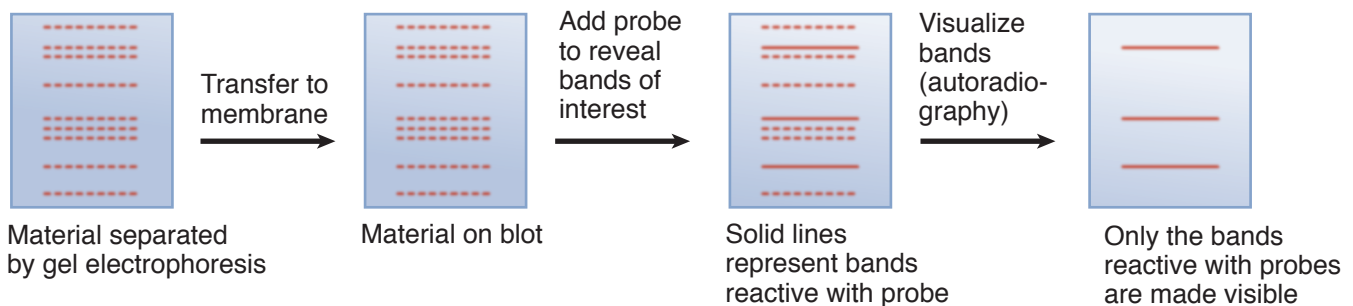 Transfer to
membrane
Add probe
to reveal
bands of
interest
Visualize
bands
(autoradio-
graphy)
Material separated
by gel electrophoresis
Material on blot
Solid lines
represent bands
reactive with probe
Only the bands
reactive with probes
are made visible